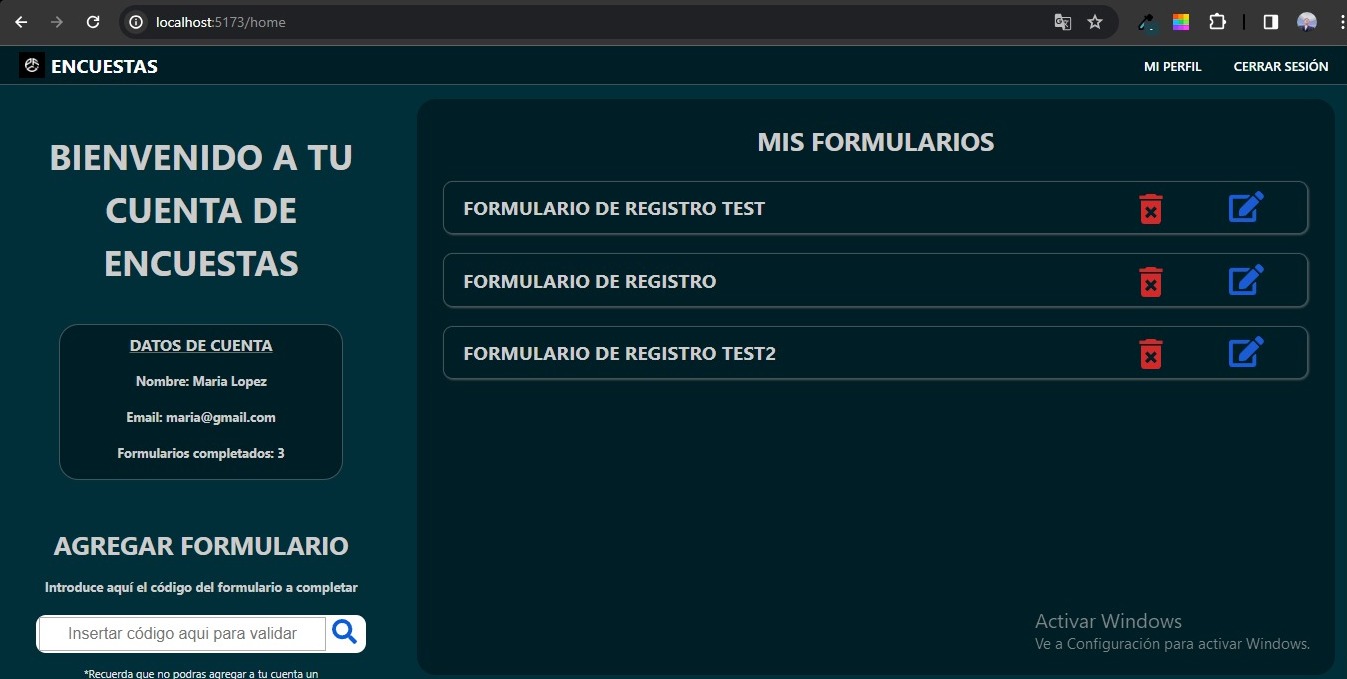 localhost:5173/home
ENCUESTAS
MI PERFIL
CERRAR SESIÓN
BIENVENIDO A TU
CUENTA DE
ENCUESTAS
DATOS DE CUENTA
Nombre: Maria Lopez
Email: maria@gmail.com
Formularios completados: 3
AGREGAR FORMULARIO
Introduce aquí el código del formulario a completar
Insertar código aqui para validar
*Recuerda que no podras agregar a tu cuenta un
MIS FORMULARIOS
FORMULARIO DE REGISTRO TEST
FORMULARIO DE REGISTRO
FORMULARIO DE REGISTRO TEST2
Activar Windows
Ve a Configuración para activar Windows.